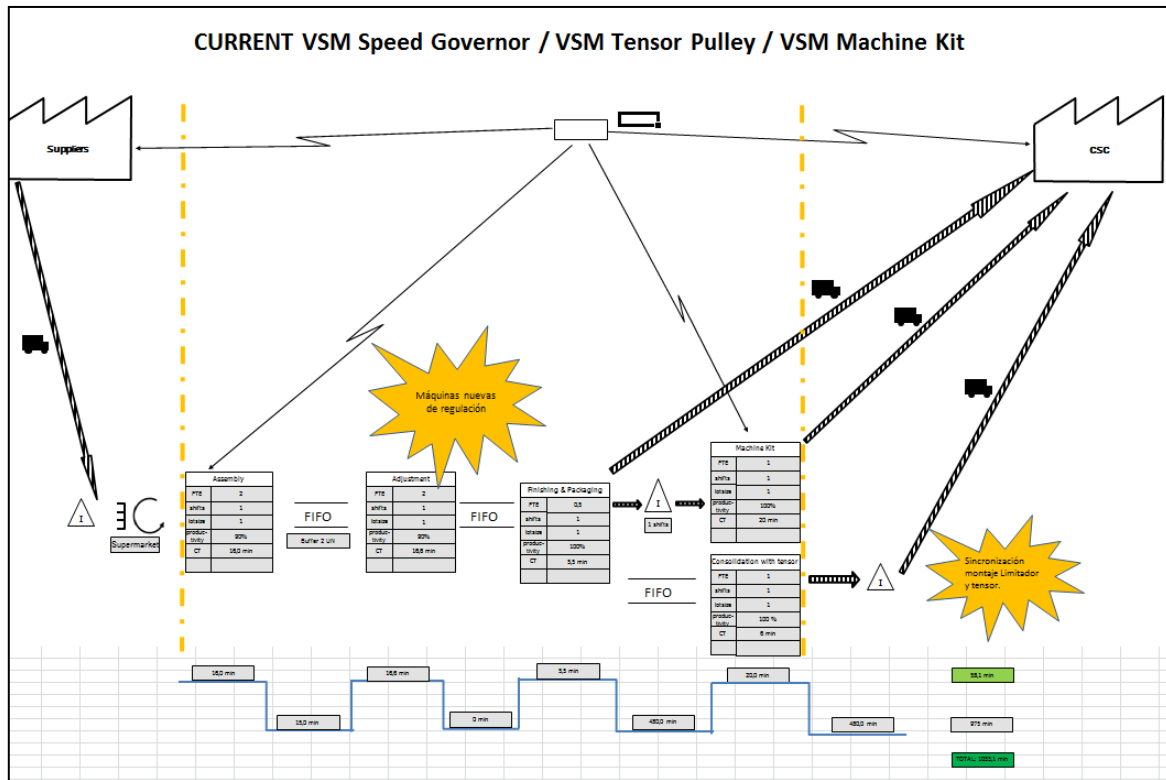 CURRENT VSM Speed Governor / VSM Tensor Pulley / VSM Machine Kit
Suppliers
CSC
Máquinas nuevas
de regulación
I
Supermarket
Assembly
FTE 2
shifts 1
lotsize 1
produc-
tivity 90%
CT 16,0 min
FIFO
Buffer 2 UN
Adjustment
FTE 2
shifts 1
lotsize 1
produc-
tivity 90%
CT 16,6 min
FIFO
Finishing & Packaging
FTE 0,5
shifts 1
lotsize 1
produc-
tivity 100%
CT 5,5 min
I
1 shifts
Machine Kit
FTE 1
shifts 1
lotsize 1
produc-
tivity 100%
CT 20 min
FIFO
Consolidation with tensor
FTE 1
shifts 1
lotsize 1
produc-
tivity 100 %
CT 6 min
I
Sincronización
montaje Limitador
y tensor.
16,0 min
16,6 min
5,5 min
20,0 min
58,1 min
15,0 min
0 min
480,0 min
480,0 min
975 min
TOTAL: 1033,1 min